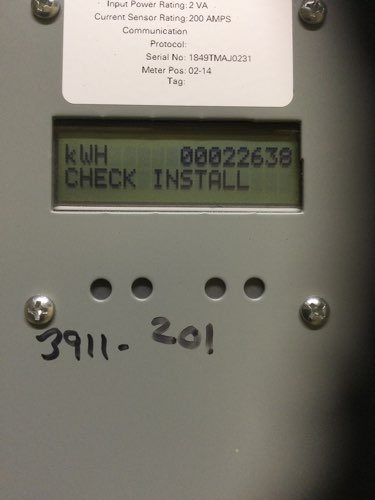 Input Power Rating: 2 VA
Current Sensor Rating: 200 AMPS
Communication
Protocol:
Serial No: 1849TMAJ0231
Meter Pos: 02-14
Tag:
kWH 00022638
CHECK INSTALL
3911-201